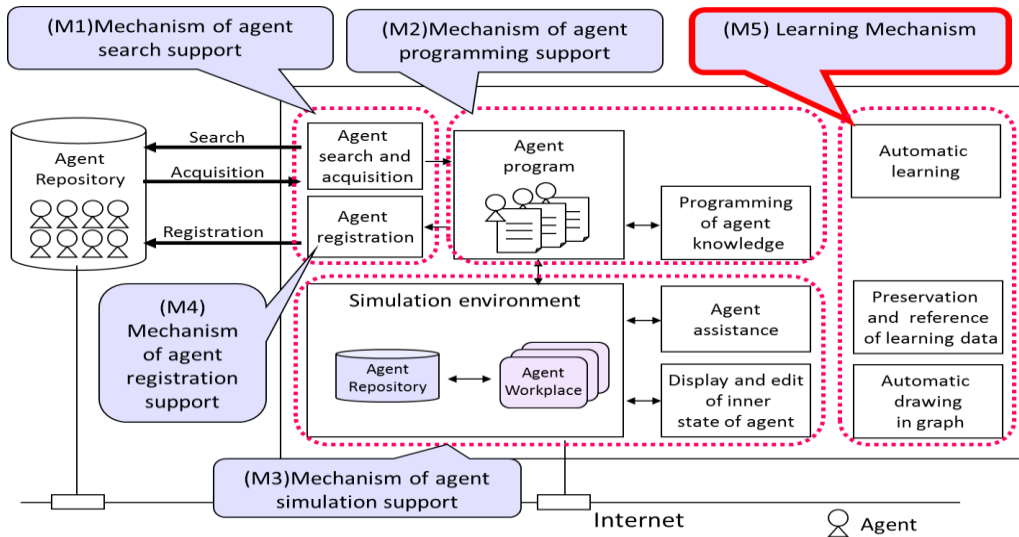 (M1)Mechanism of agent
search support
(M2)Mechanism of agent
programming support
(M5) Learning Mechanism
Agent
Repository
Search
Acquisition
Registration
Agent
search and
acquisition
Agent
registration
Agent
program
Programming
of agent
knowledge
Automatic
learning
(M4)
Mechanism
of agent
registration
support
Simulation environment
Agent
Repository
Agent
Workplace
Agent
assistance
Display and edit
of inner
state of agent
Preservation
and reference
of learning data
Automatic
drawing
in graph
(M3)Mechanism of agent
simulation support
Internet
Agent